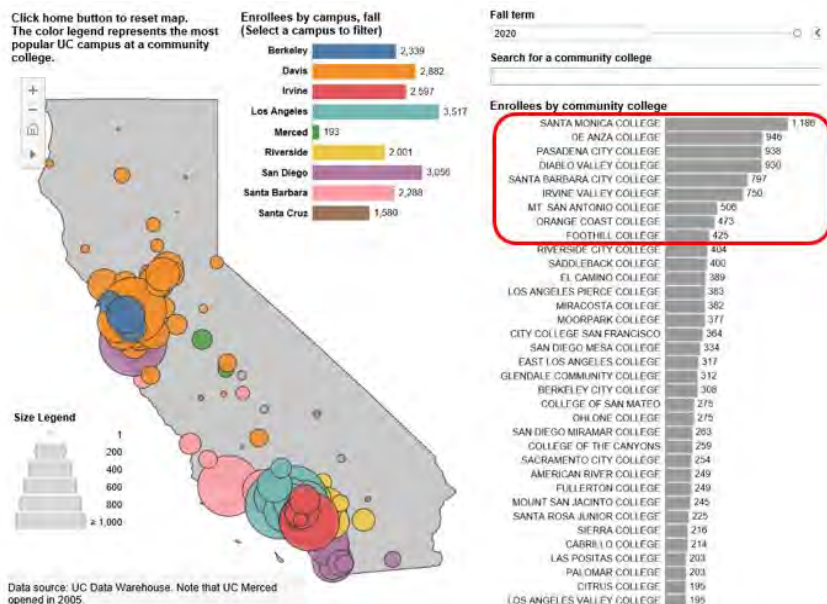 Click home button to reset map.
The color legend represents the most
popular UC campus at a community
college.
Enrollees by campus, fall
(Select a campus to filter)
Berkeley 2,339
Davis 2,882
Irvine 2.597
Los Angeles 3,517
Merced 193
Riverside 2.001
San Diego 3,056
Santa Barbara 2,288
Santa Cruz 1,580
Size Legend
1
200
400
600
800
≥ 1,000
Data source: UC Data Warehouse. Note that UC Merced
opened in 2005.
Fall term
2020
Search for a community college
Enrollees by community college
SANTA MONICA COLLEGE 1,186
DE ANZA COLLEGE 946
PASADENA CITY COLLEGE 938
DIABLO VALLEY COLLEGE 930
SANTA BARBARA CITY COLLEGE 797
IRVINE VALLEY COLLEGE 750
MT. SAN ANTONIO COLLEGE 506
ORANGE COAST COLLEGE 473
FOOTHILL COLLEGE 425
RIVERSIDE CITY COLLEGE 404
SADDLEBACK COLLEGE 400
EL CAMINO COLLEGE 389
LOS ANGELES PIERCE COLLEGE 383
MIRACOSTA COLLEGE 382
MOORPARK COLLEGE 377
CITY COLLEGE SAN FRANCISCO 364
SAN DIEGO MESA COLLEGE 334
EAST LOS ANGELES COLLEGE 317
GLENDALE COMMUNITY COLLEGE 312
BERKELEY CITY COLLEGE 308
COLLEGE OF SAN MATEO 275
OHLONE COLLEGE 275
SAN DIEGO MIRAMAR COLLEGE 263
COLLEGE OF THE CANYONS 259
SACRAMENTO CITY COLLEGE 254
AMERICAN RIVER COLLEGE 249
FULLERTON COLLEGE 249
MOUNT SAN JACINTO COLLEGE 245
SANTA ROSA JUNIOR COLLEGE 225
SIERRA COLLEGE 216
CABRILLO COLLEGE 214
LAS POSITAS COLLEGE 203
PALOMAR COLLEGE 203
CITRUS COLLEGE 195
LOS ANGELES VALLEY COLLEGE 195